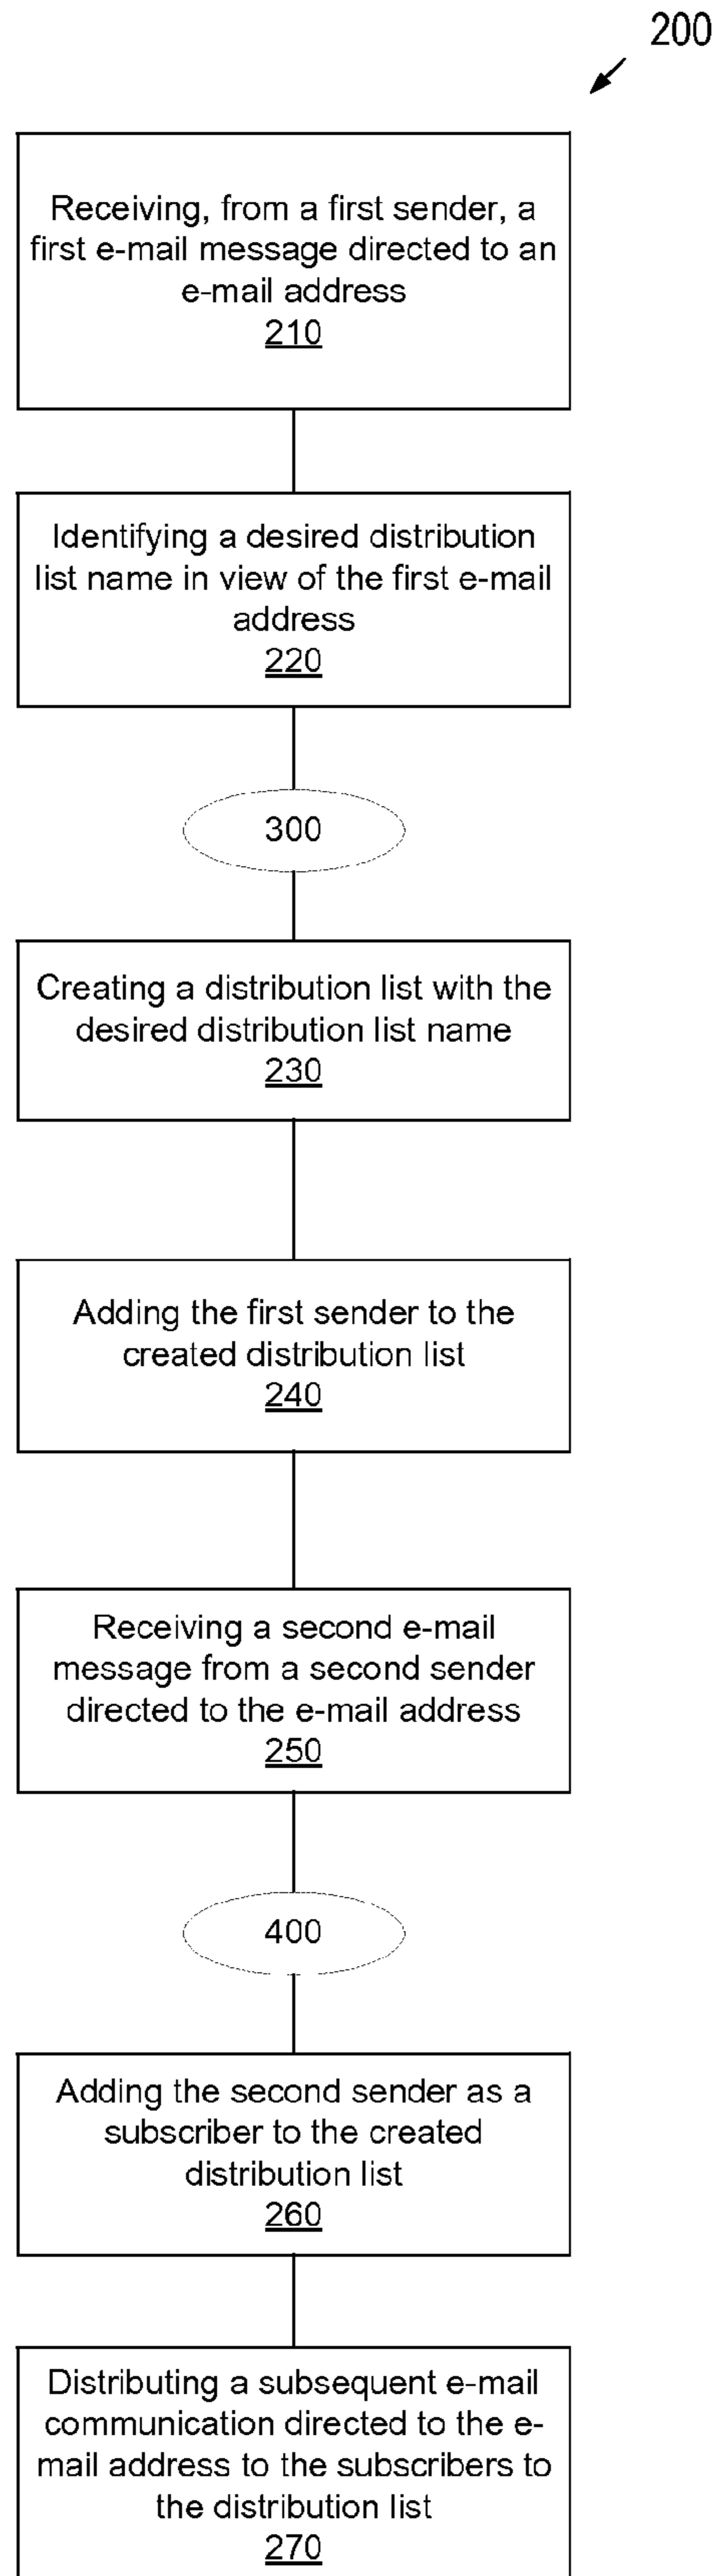 200
Receiving, from a first sender, a
first e-mail message directed to an
e-mail address
210
Identifying a desired distribution
list name in view of the first e-mail
address
220
300
Creating a distribution list with the
desired distribution list name
230
Adding the first sender to the
created distribution list
240
Receiving a second e-mail
message from a second sender
directed to the e-mail address
250
400
Adding the second sender as a
subscriber to the created
distribution list
260
Distributing a subsequent e-mail
communication directed to the e-
mail address to the subscribers to
the distribution list
270